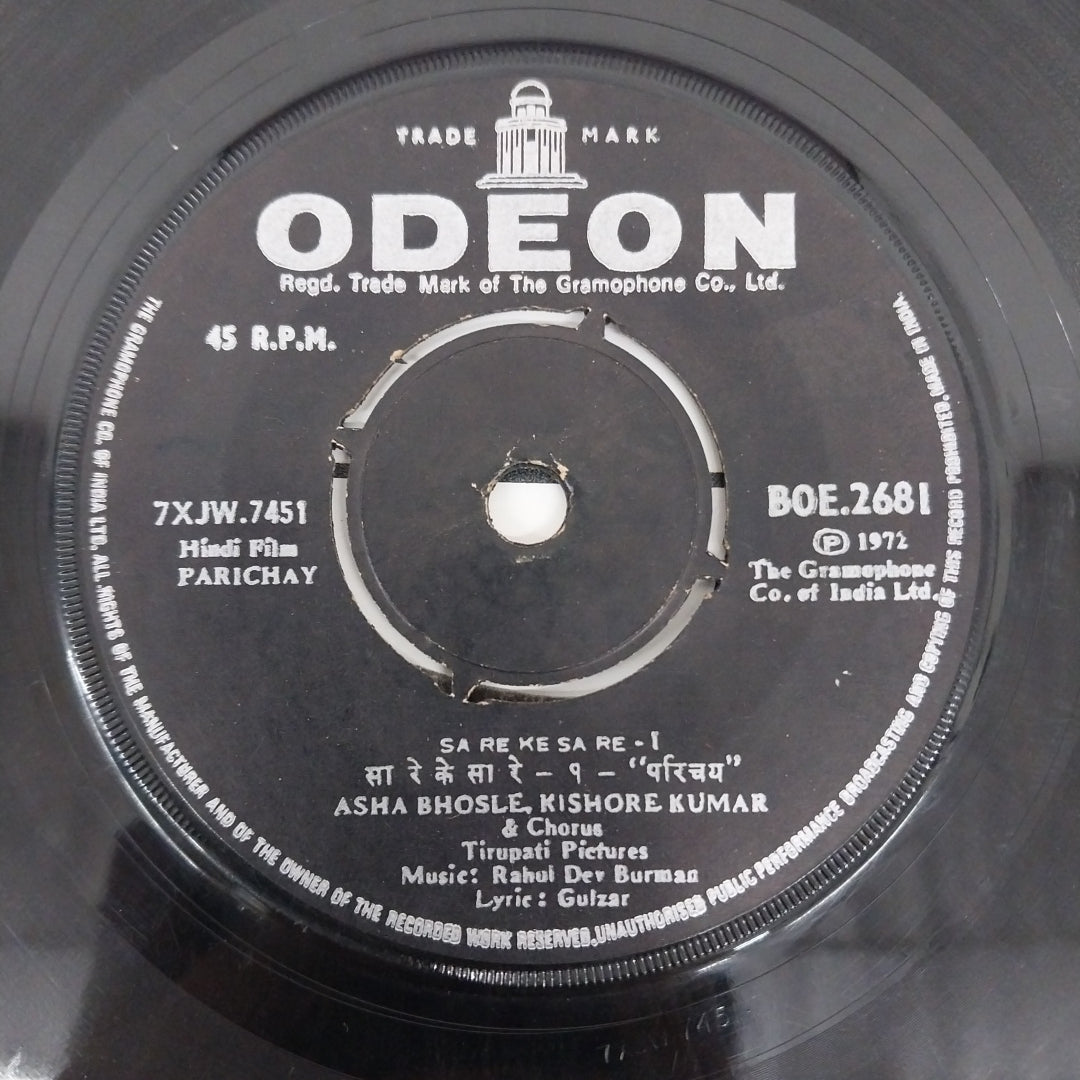 TRADE MARK
ODEON
Regd. Trade Mark of The Gramophone Co., Ltd.
45 R.P.M.
7XJW.7451
Hindi Film
PARICHAY
BOE.2681
Ⓟ 1972
The Gramophone
Co. of India Ltd.
SA RE KE SA RE - I
सा रे के सा रे – १ – "परिचय"
ASHA BHOSLE, KISHORE KUMAR
& Chorus
Tirupati Pictures
Music: Rahul Dev Burman
Lyric: Gulzar
THE GRAMOPHONE CO. OF INDIA LTD. ALL RIGHTS OF THE MANUFACTURER AND OF THE OWNER OF THE RECORDED WORK RESERVED. UNAUTHORISED PUBLIC PERFORMANCE BROADCASTING AND COPYING OF THIS RECORD PROHIBITED. MADE IN INDIA.